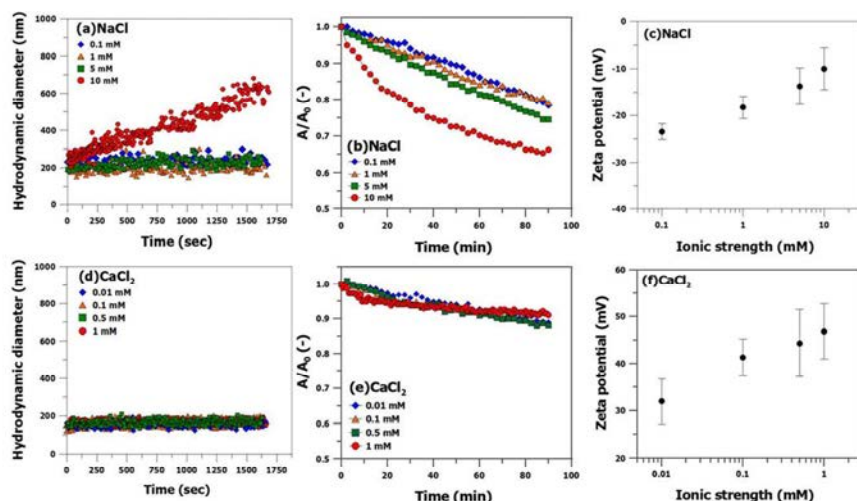 (a)NaCl
0.1 mM
1 mM
5 mM
10 mM
Hydrodynamic diameter (nm)
1000
800
600
400
200
0
0 250 500 750 1000 1250 1500 1750
Time (sec)
A/A₀ (-)
1.0
0.9
0.8
0.7
0.6
0.5
(b)NaCl
0.1 mM
1 mM
5 mM
10 mM
0 20 40 60 80 100
Time (min)
(c)NaCl
Zeta potential (mV)
0
-10
-20
-30
-40
0.1 1 10
Ionic strength (mM)
(d)CaCl₂
0.01 mM
0.1 mM
0.5 mM
1 mM
Hydrodynamic diameter (nm)
1000
800
600
400
200
0
0 250 500 750 1000 1250 1500 1750
Time (sec)
A/A₀ (-)
1.0
0.9
0.8
0.7
0.6
0.5
(e)CaCl₂
0.01 mM
0.1 mM
0.5 mM
1 mM
0 20 40 60 80 100
Time (min)
(f)CaCl₂
Zeta potential (mV)
60
50
40
30
20
0.01 0.1 1
Ionic strength (mM)